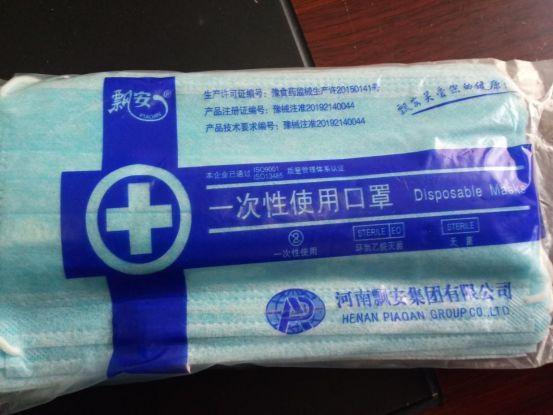 飘安®
PIAOAN
生产许可证编号：豫食药监械生产许20150141号
产品注册证编号：豫械注准20192140044
产品技术要求编号：豫械注准20192140044
飘安关爱您的健康
本企业已通过 ISO9001 ISO13485 质量管理体系认证
一次性使用口罩 Disposable Masks
STERILE EO STERILE
一次性使用 环氧乙烷灭菌 灭菌
河南飘安集团有限公司
HENAN PIAOAN GROUP CO.,LTD